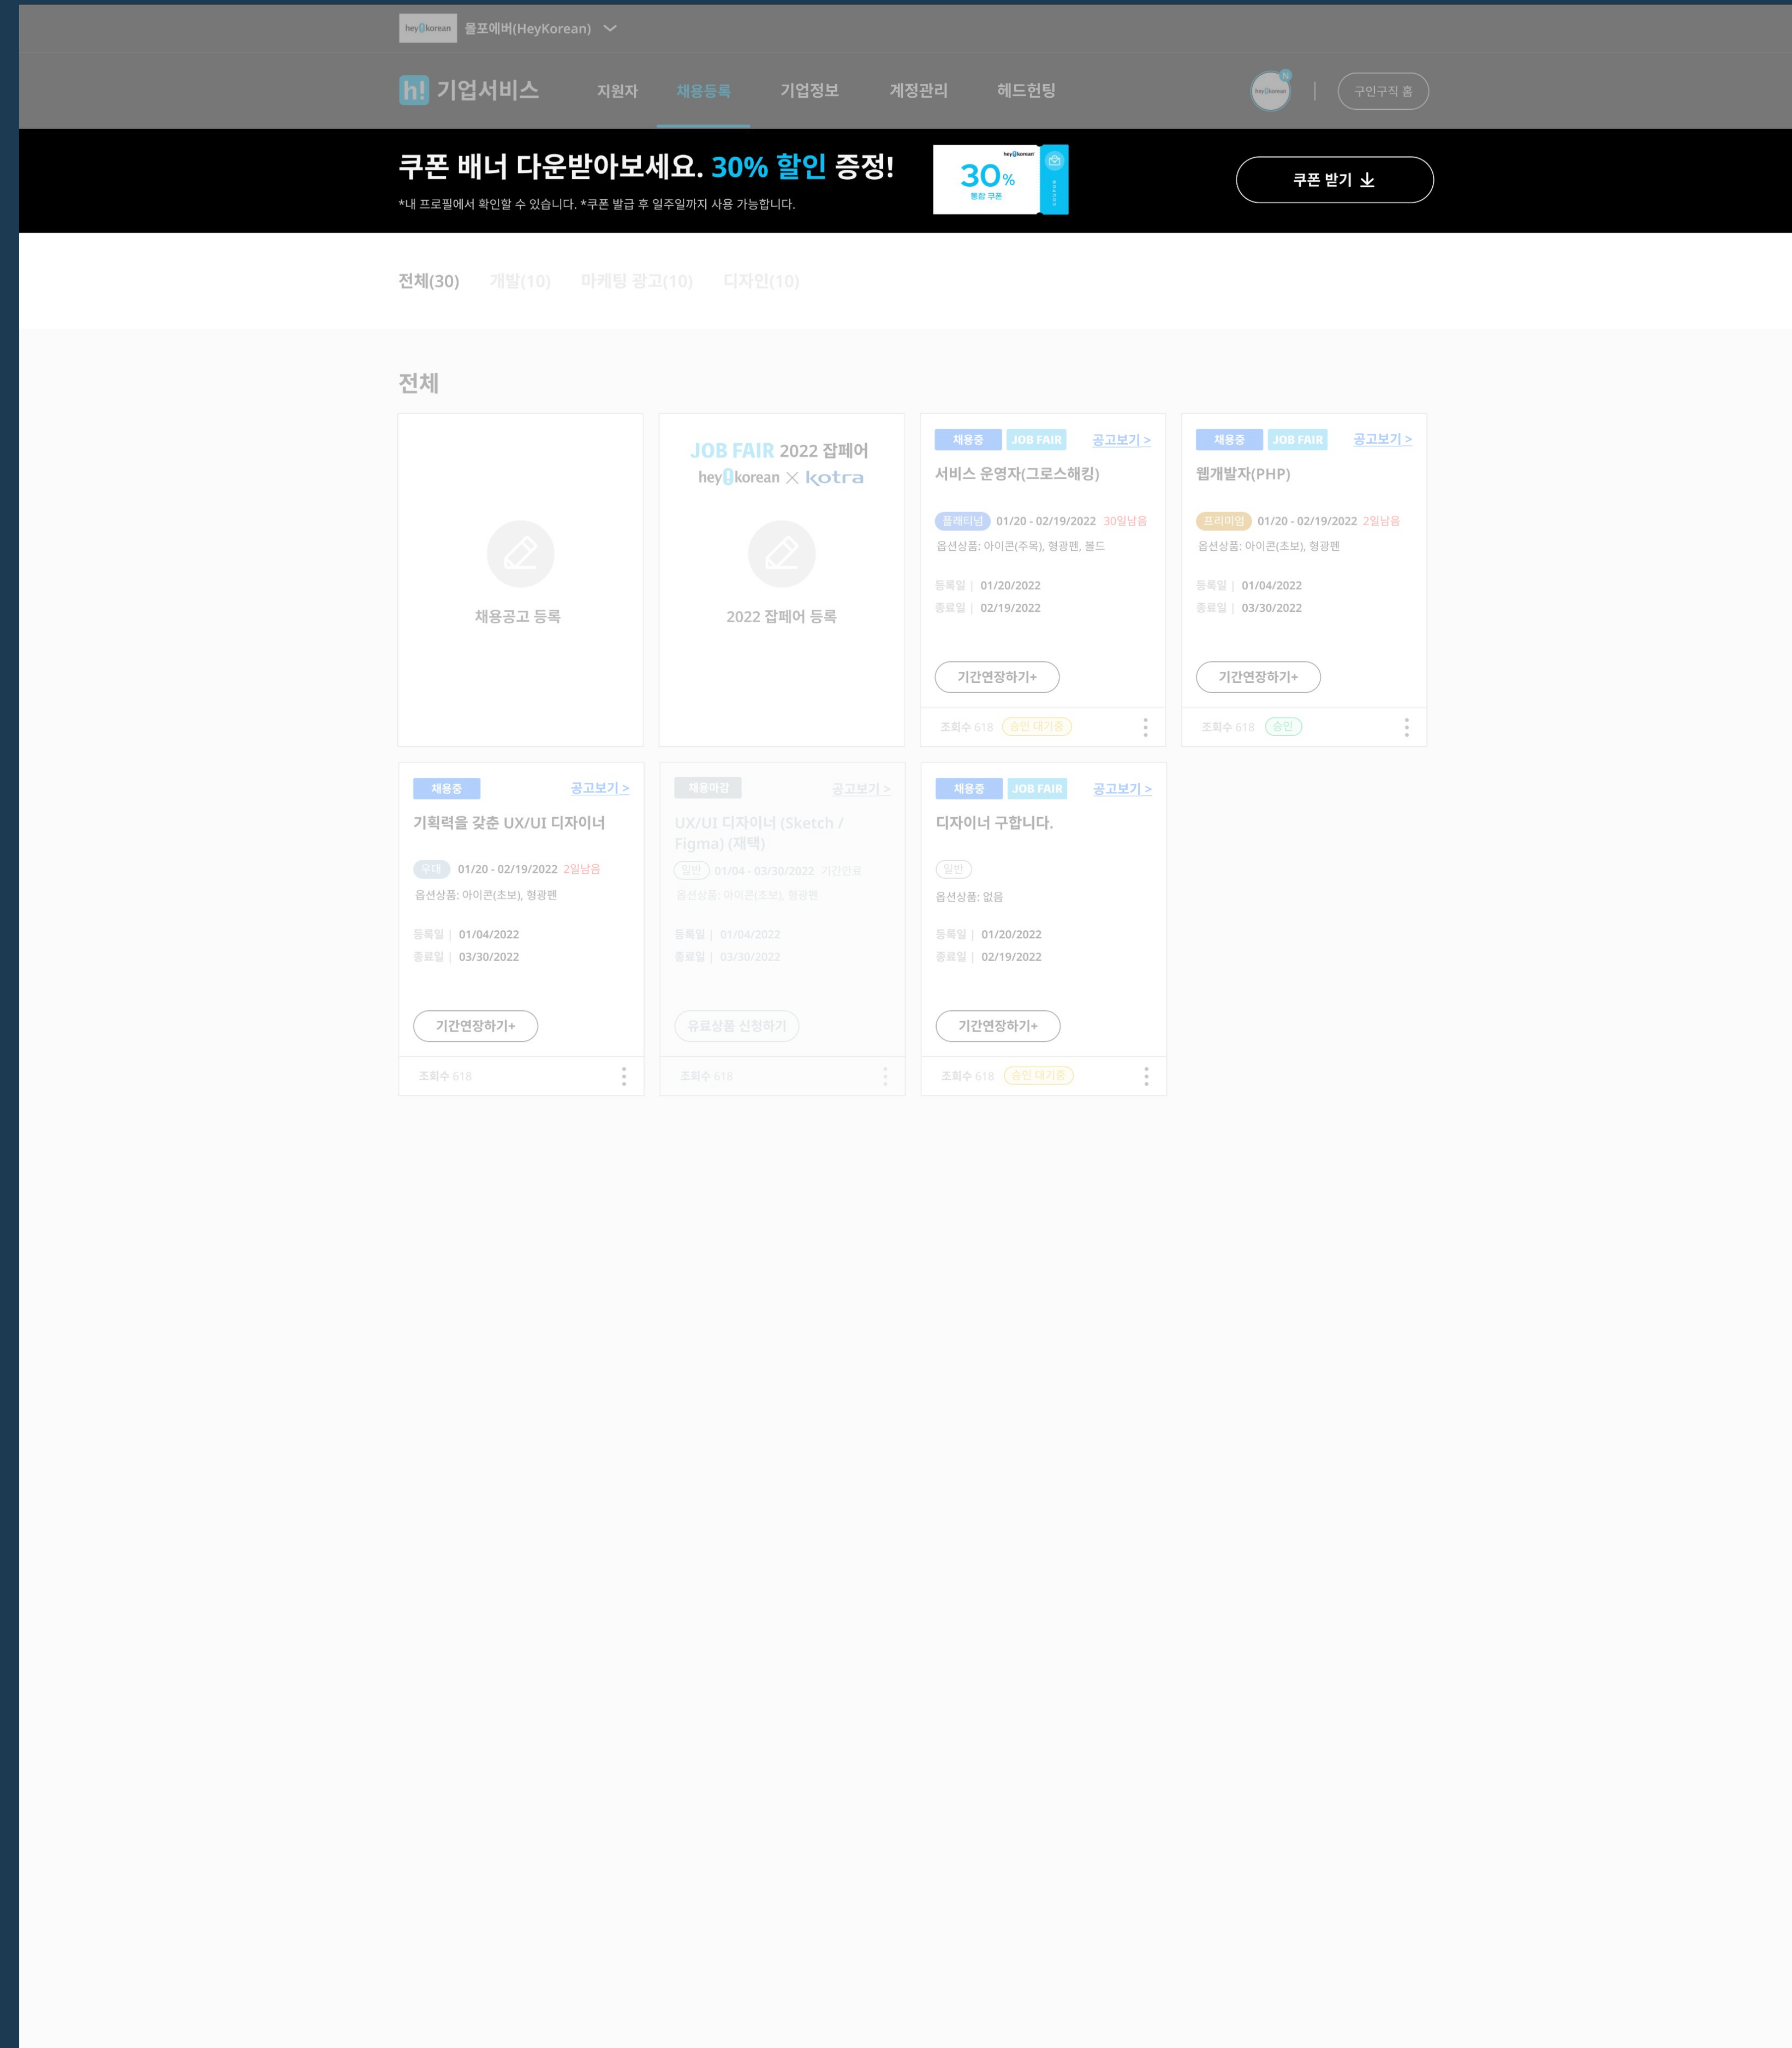 hey!korean 몰포에버(HeyKorean)
h! 기업서비스 지원자 채용등록 기업정보 계정관리 헤드헌팅 N hey!korean 구인구직 홈
쿠폰 배너 다운받아보세요. 30% 할인 증정!
*내 프로필에서 확인할 수 있습니다. *쿠폰 발급 후 일주일까지 사용 가능합니다.
hey!korean
30%
통합 쿠폰
쿠폰 받기
전체(30) 개발(10) 마케팅 광고(10) 디자인(10)
전체
채용공고 등록
JOB FAIR 2022 잡페어
hey!korean × kotra
2022 잡페어 등록
채용중 JOB FAIR 공고보기 >
서비스 운영자(그로스해킹)
플래티넘 01/20 - 02/19/2022 30일남음
옵션상품: 아이콘(주목), 형광펜, 볼드
등록일 | 01/20/2022
종료일 | 02/19/2022
기간연장하기+
조회수 618 승인 대기중
채용중 JOB FAIR 공고보기 >
웹개발자(PHP)
프리미엄 01/20 - 02/19/2022 2일남음
옵션상품: 아이콘(초보), 형광펜
등록일 | 01/04/2022
종료일 | 03/30/2022
기간연장하기+
조회수 618 승인
채용중 공고보기 >
기획력을 갖춘 UX/UI 디자이너
우대 01/20 - 02/19/2022 2일남음
옵션상품: 아이콘(초보), 형광펜
등록일 | 01/04/2022
종료일 | 03/30/2022
기간연장하기+
조회수 618
채용마감 공고보기 >
UX/UI 디자이너 (Sketch /
Figma) (재택)
일반 01/04 - 03/30/2022 기간만료
옵션상품: 아이콘(초보), 형광펜
등록일 | 01/04/2022
종료일 | 03/30/2022
유료상품 신청하기
조회수 618
채용중 JOB FAIR 공고보기 >
디자이너 구합니다.
일반
옵션상품: 없음
등록일 | 01/20/2022
종료일 | 02/19/2022
기간연장하기+
조회수 618 승인 대기중